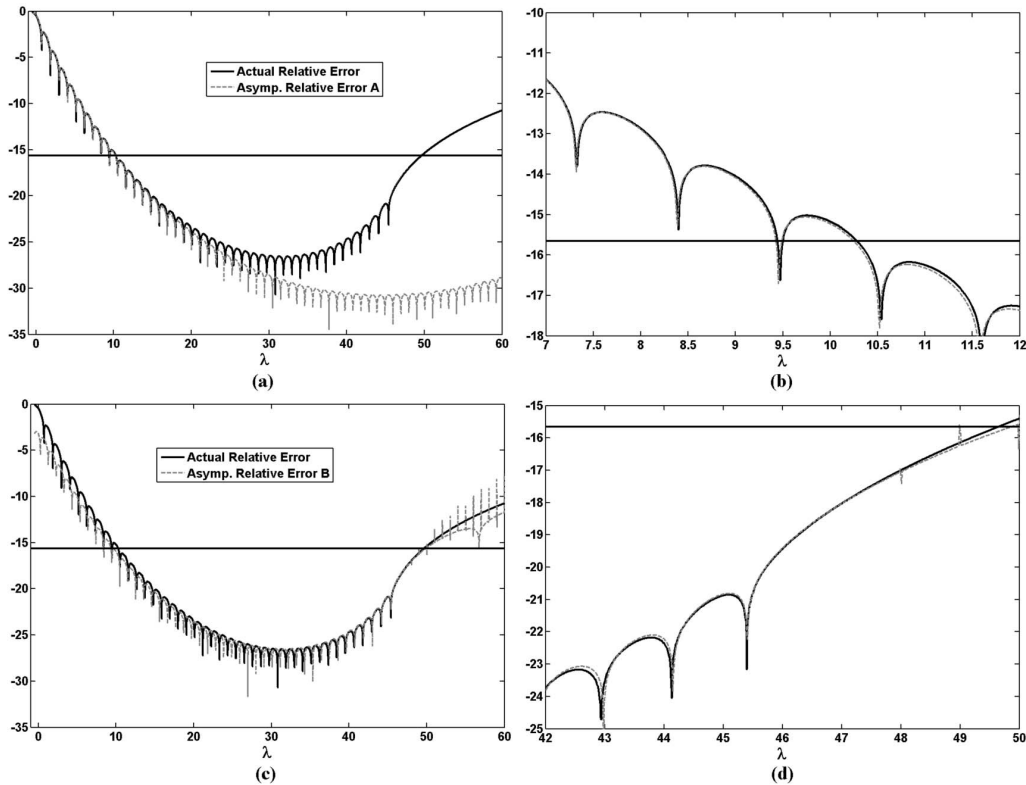 0
-5
-10
-15
-20
-25
-30
-35
0 10 20 30 40 50 60
λ
(a)
Actual Relative Error
Asymp. Relative Error A
-10
-11
-12
-13
-14
-15
-16
-17
-18
7 7.5 8 8.5 9 9.5 10 10.5 11 11.5 12
λ
(b)
0
-5
-10
-15
-20
-25
-30
-35
0 10 20 30 40 50 60
λ
(c)
Actual Relative Error
Asymp. Relative Error B
-15
-16
-17
-18
-19
-20
-21
-22
-23
-24
-25
42 43 44 45 46 47 48 49 50
λ
(d)